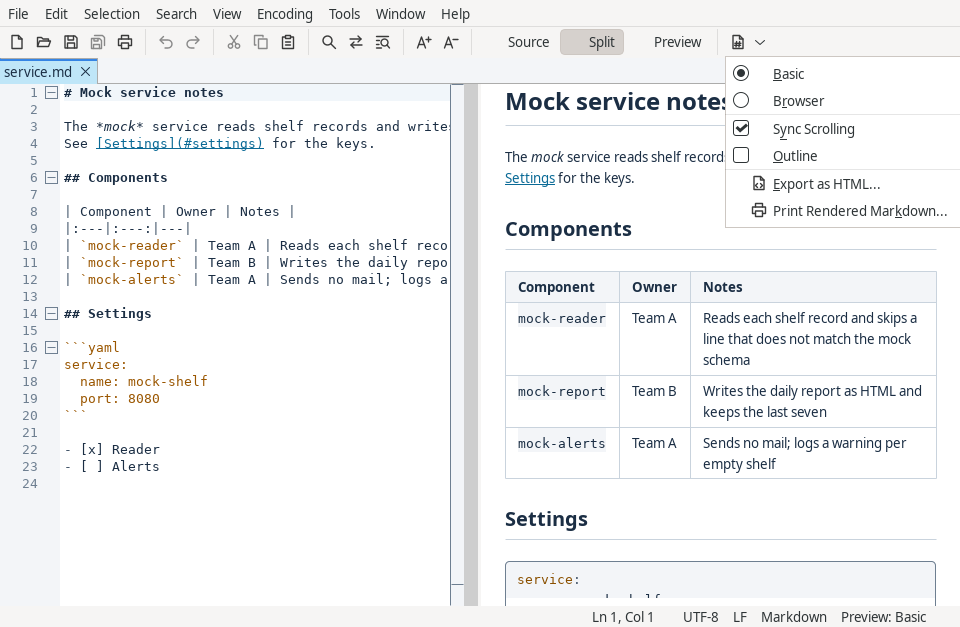 File Edit Selection Search View Encoding Tools Window Help
Source Split Preview
service.md
Basic
Browser
Sync Scrolling
Outline
Export as HTML...
Print Rendered Markdown...
1 # Mock service notes
2
3 The *mock* service reads shelf records and writes
4 See [Settings](#settings) for the keys.
5
6 ## Components
7
8 | Component | Owner | Notes |
9 |:---|:---:|---|
10 | `mock-reader` | Team A | Reads each shelf reco
11 | `mock-report` | Team B | Writes the daily repo
12 | `mock-alerts` | Team A | Sends no mail; logs a
13
14 ## Settings
15
16 ```yaml
17 service:
18   name: mock-shelf
19   port: 8080
20 ```
21
22 - [x] Reader
23 - [ ] Alerts
24
Mock service notes
The mock service reads shelf record
Settings for the keys.
Components
Component Owner Notes
mock-reader Team A Reads each shelf record and skips a
line that does not match the mock
schema
mock-report Team B Writes the daily report as HTML and
keeps the last seven
mock-alerts Team A Sends no mail; logs a warning per
empty shelf
Settings
service:
Ln 1, Col 1 UTF-8 LF Markdown Preview: Basic